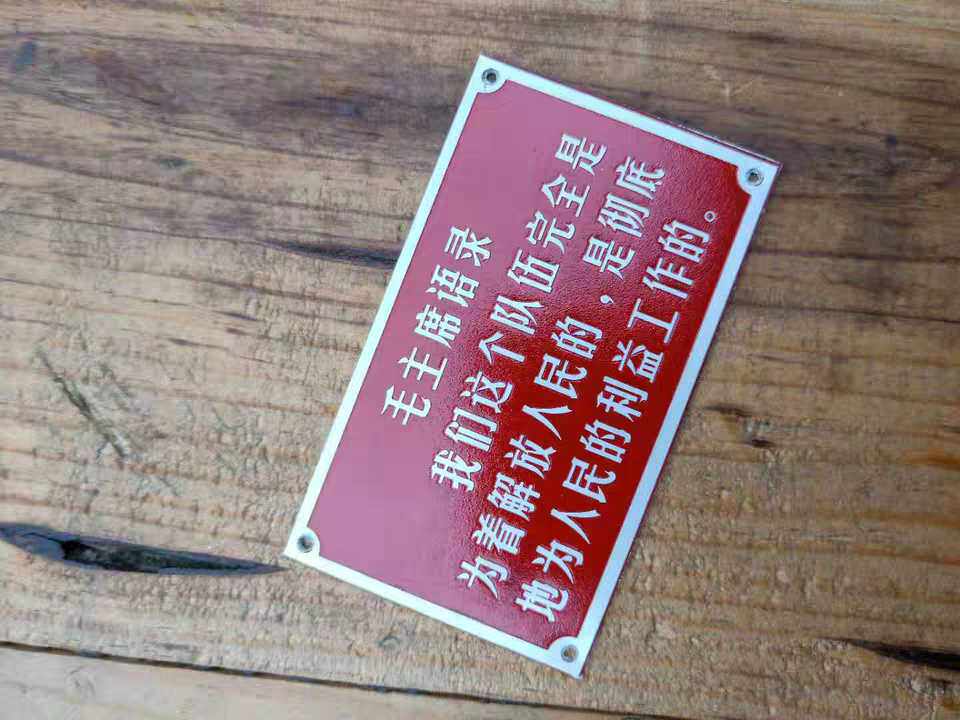 毛主席语录
我们这个队伍完全是
为着解放人民的，是彻底
地为人民的利益工作的。